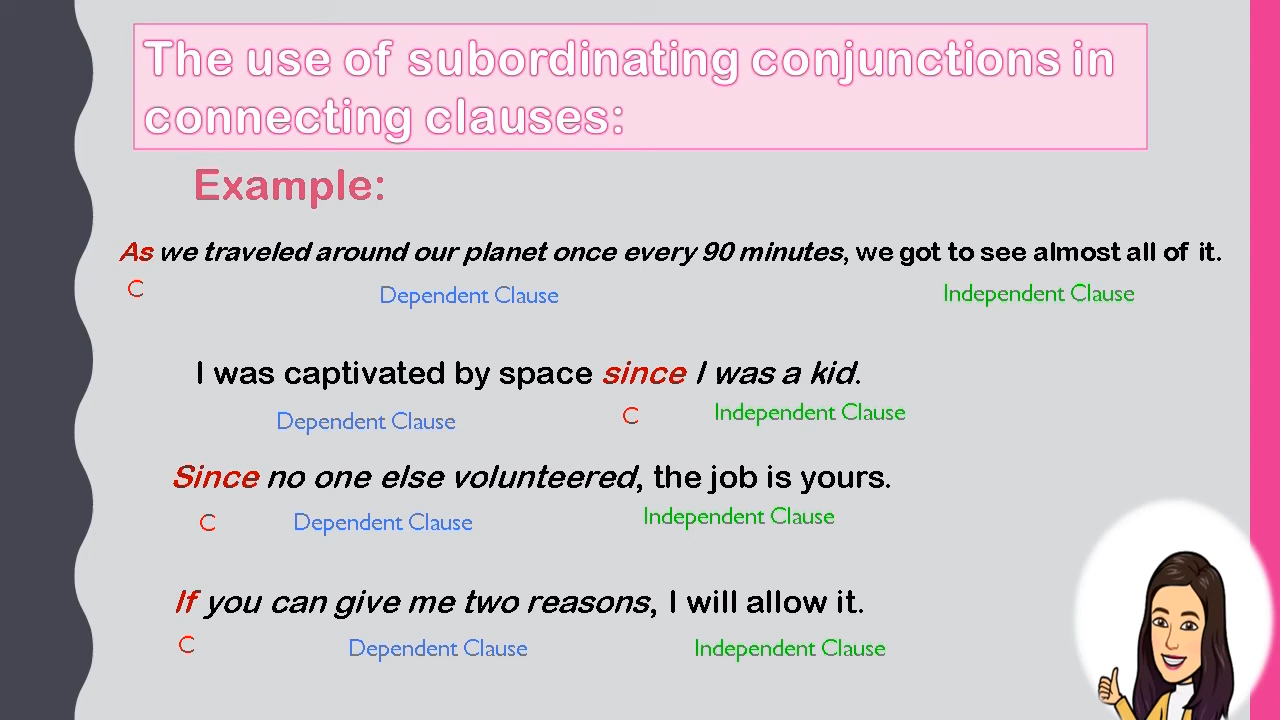 The use of subordinating conjunctions in
connecting clauses:
Example:
As we traveled around our planet once every 90 minutes, we got to see almost all of it.
C Dependent Clause Independent Clause
I was captivated by space since I was a kid.
Dependent Clause C Independent Clause
Since no one else volunteered, the job is yours.
C Dependent Clause Independent Clause
If you can give me two reasons, I will allow it.
C Dependent Clause Independent Clause